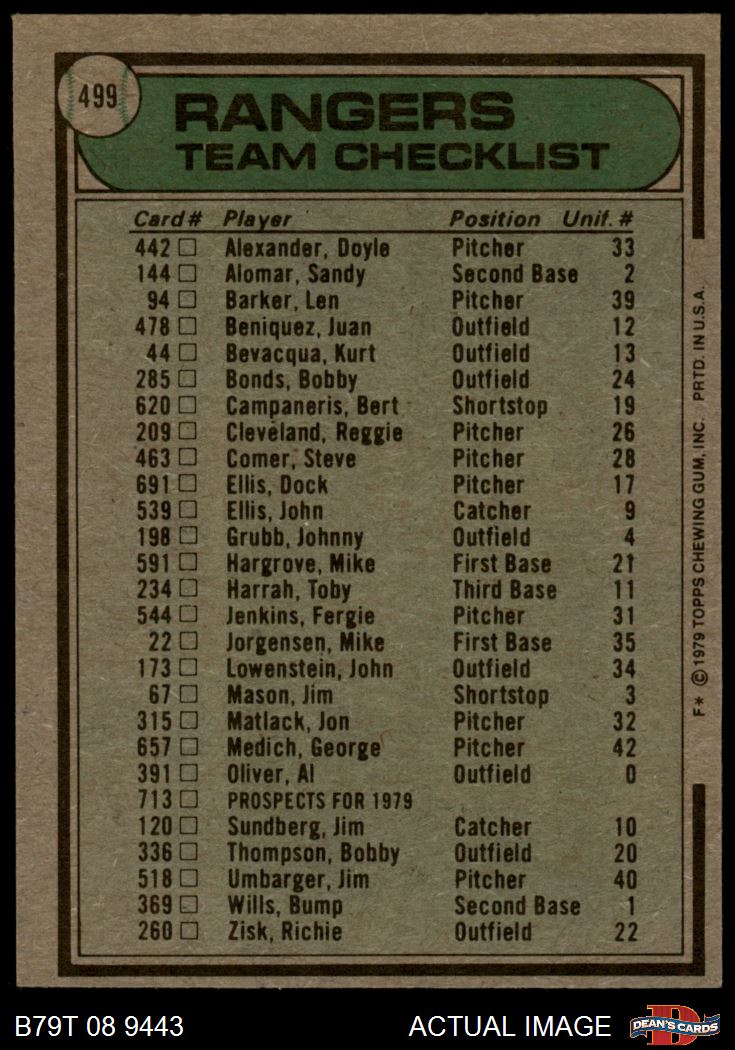 499
RANGERS
TEAM CHECKLIST
Card # Player Position Unif. #
442 □ Alexander, Doyle Pitcher 33
144 □ Alomar, Sandy Second Base 2
94 □ Barker, Len Pitcher 39
478 □ Beniquez, Juan Outfield 12
44 □ Bevacqua, Kurt Outfield 13
285 □ Bonds, Bobby Outfield 24
620 □ Campaneris, Bert Shortstop 19
209 □ Cleveland, Reggie Pitcher 26
463 □ Comer, Steve Pitcher 28
691 □ Ellis, Dock Pitcher 17
539 □ Ellis, John Catcher 9
198 □ Grubb, Johnny Outfield 4
591 □ Hargrove, Mike First Base 21
234 □ Harrah, Toby Third Base 11
544 □ Jenkins, Fergie Pitcher 31
22 □ Jorgensen, Mike First Base 35
173 □ Lowenstein, John Outfield 34
67 □ Mason, Jim Shortstop 3
315 □ Matlack, Jon Pitcher 32
657 □ Medich, George Pitcher 42
391 □ Oliver, Al Outfield 0
713 □ PROSPECTS FOR 1979
120 □ Sundberg, Jim Catcher 10
336 □ Thompson, Bobby Outfield 20
518 □ Umbarger, Jim Pitcher 40
369 □ Wills, Bump Second Base 1
260 □ Zisk, Richie Outfield 22
F* © 1979 TOPPS CHEWING GUM, INC. PRTD. IN U.S.A.
B79T 08 9443 ACTUAL IMAGE
D
DEAN'S CARDS